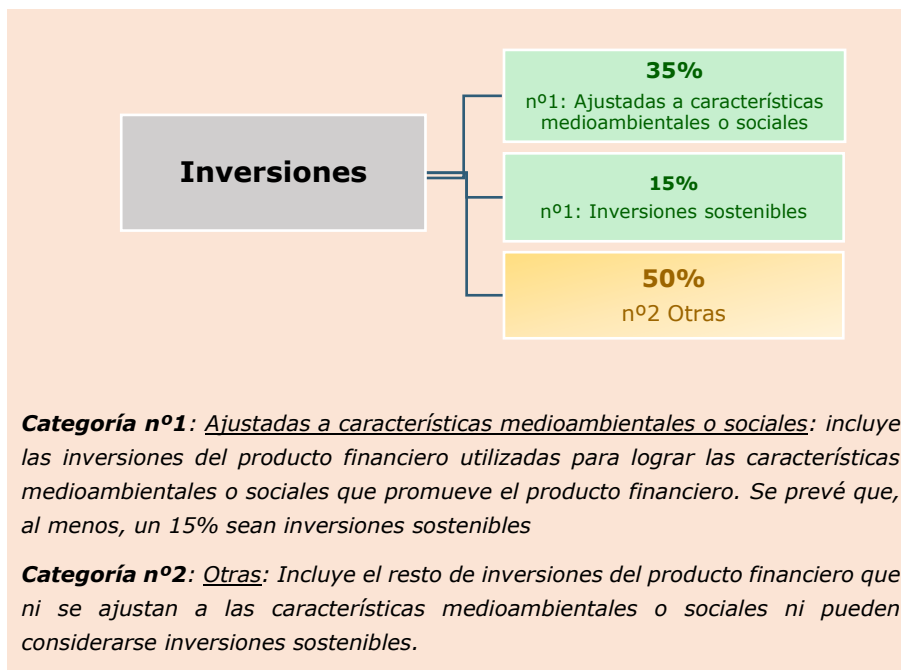 Inversiones
35%
nº1: Ajustadas a características
medioambientales o sociales
15%
nº1: Inversiones sostenibles
50%
nº2 Otras
Categoría nº1: Ajustadas a características medioambientales o sociales: incluye
las inversiones del producto financiero utilizadas para lograr las características
medioambientales o sociales que promueve el producto financiero. Se prevé que,
al menos, un 15% sean inversiones sostenibles
Categoría nº2: Otras: Incluye el resto de inversiones del producto financiero que
ni se ajustan a las características medioambientales o sociales ni pueden
considerarse inversiones sostenibles.